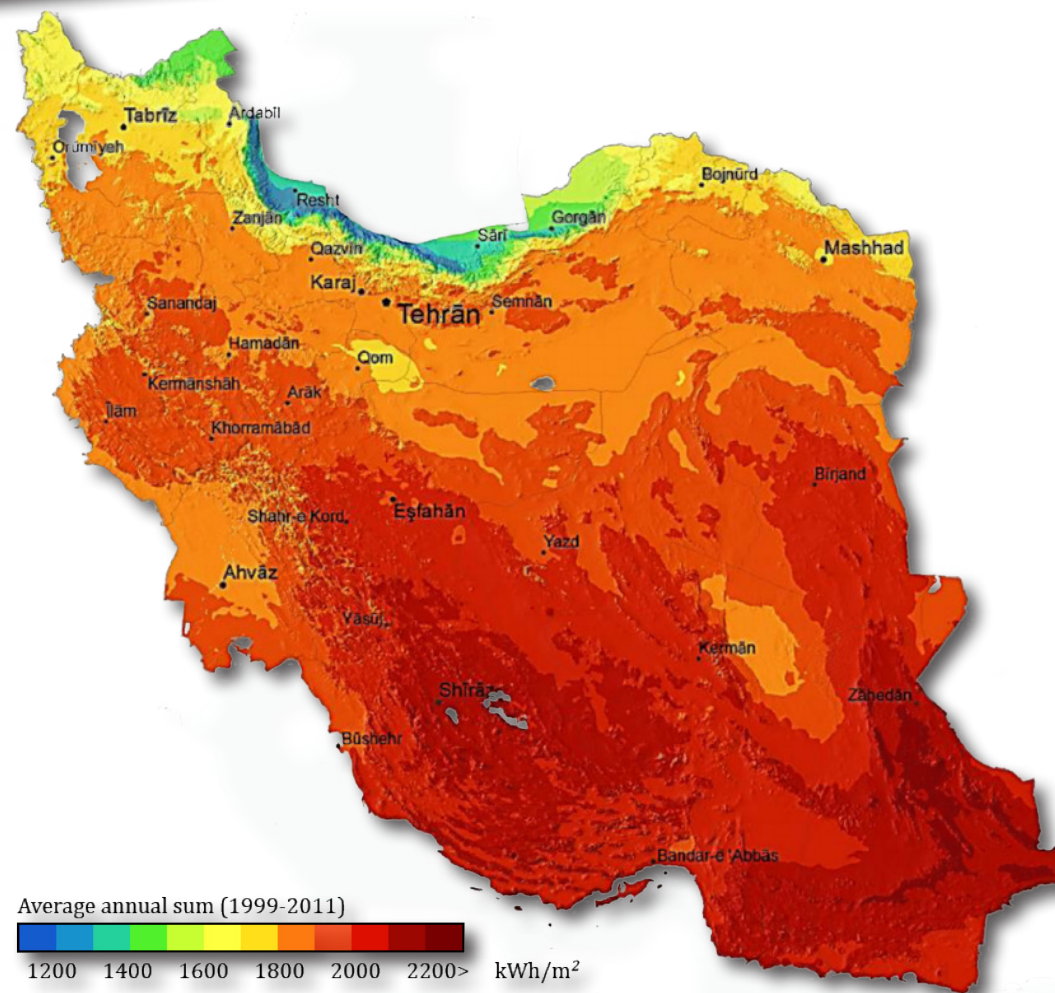 Tabrīz
Ardabīl
Orūmīyeh
Resht
Zanjān
Qazvīn
Sārī
Gorgān
Bojnūrd
Mashhad
Karaj
Tehrān
Semnān
Sanandaj
Hamadān
Qom
Kermānshāh
Arāk
Īlām
Khorramābād
Bīrjand
Shahr-e Kord
Eşfahān
Yazd
Ahvāz
Yāsūj
Kermān
Shīrāz
Zāhedān
Būshehr
Bandar-e 'Abbās
Average annual sum (1999-2011)
1200 1400 1600 1800 2000 2200> kWh/m²